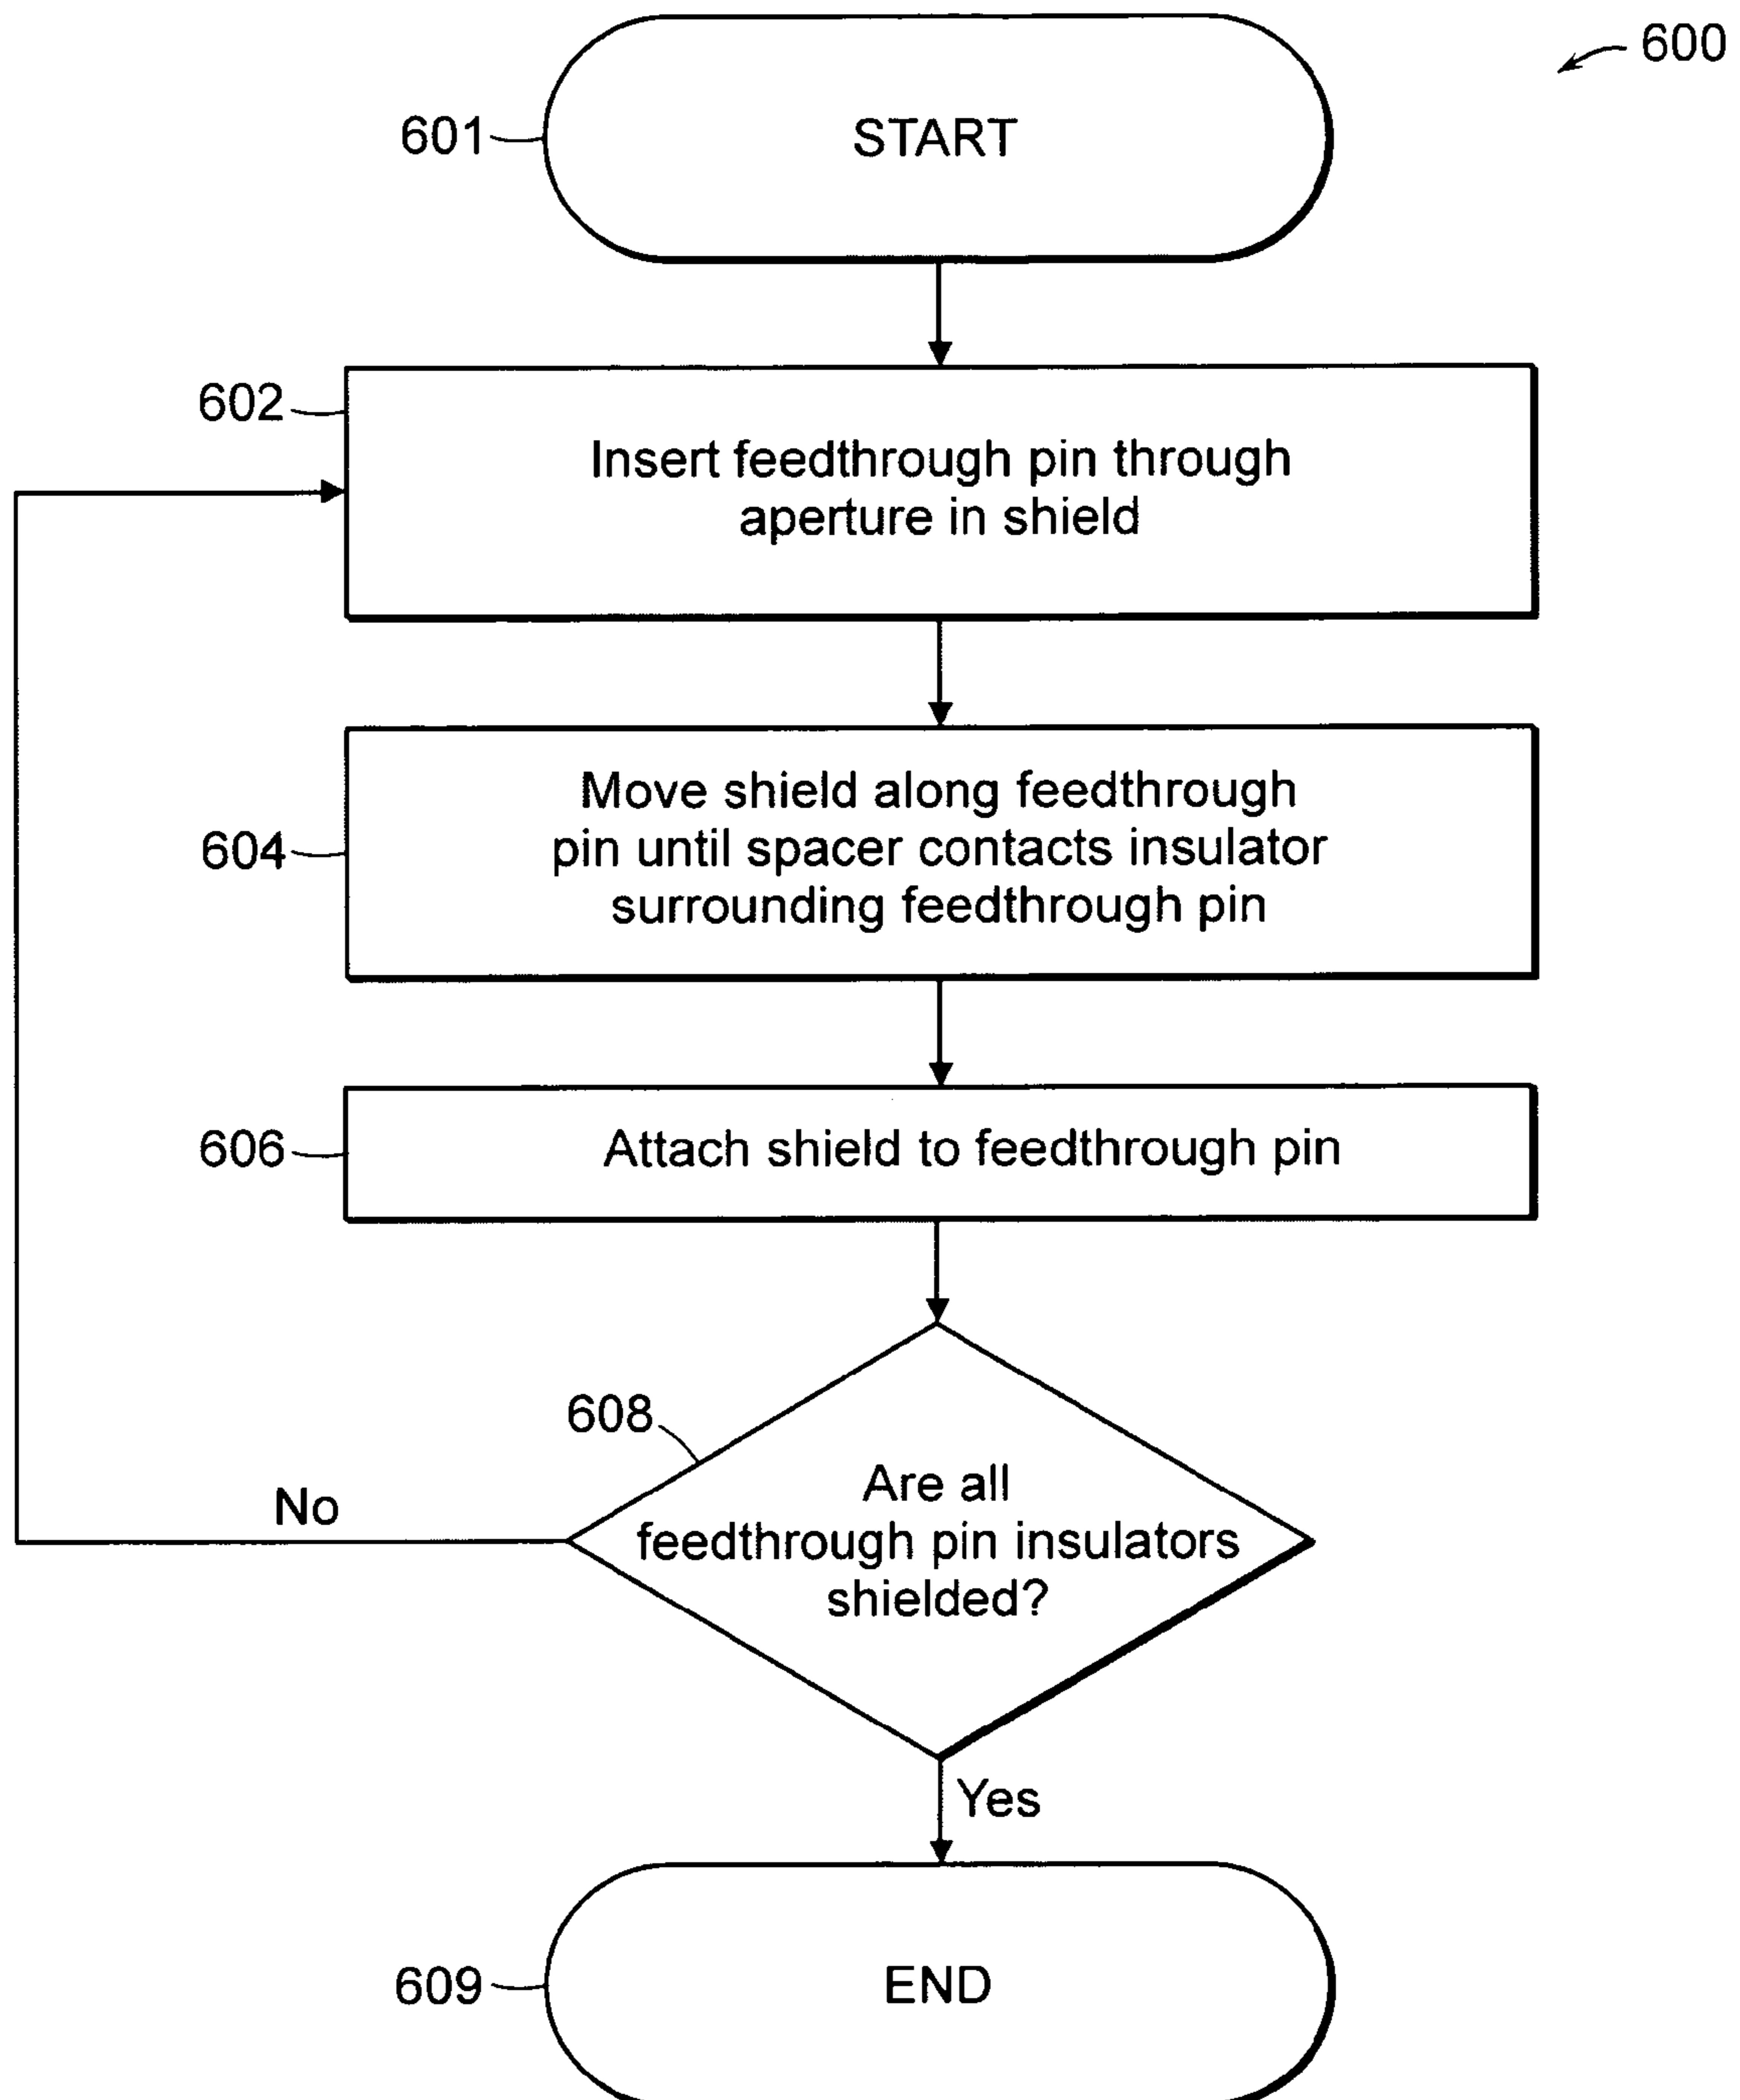 600
601
START
602
Insert feedthrough pin through
aperture in shield
604
Move shield along feedthrough
pin until spacer contacts insulator
surrounding feedthrough pin
606
Attach shield to feedthrough pin
608
Are all
feedthrough pin insulators
shielded?
No
Yes
609
END